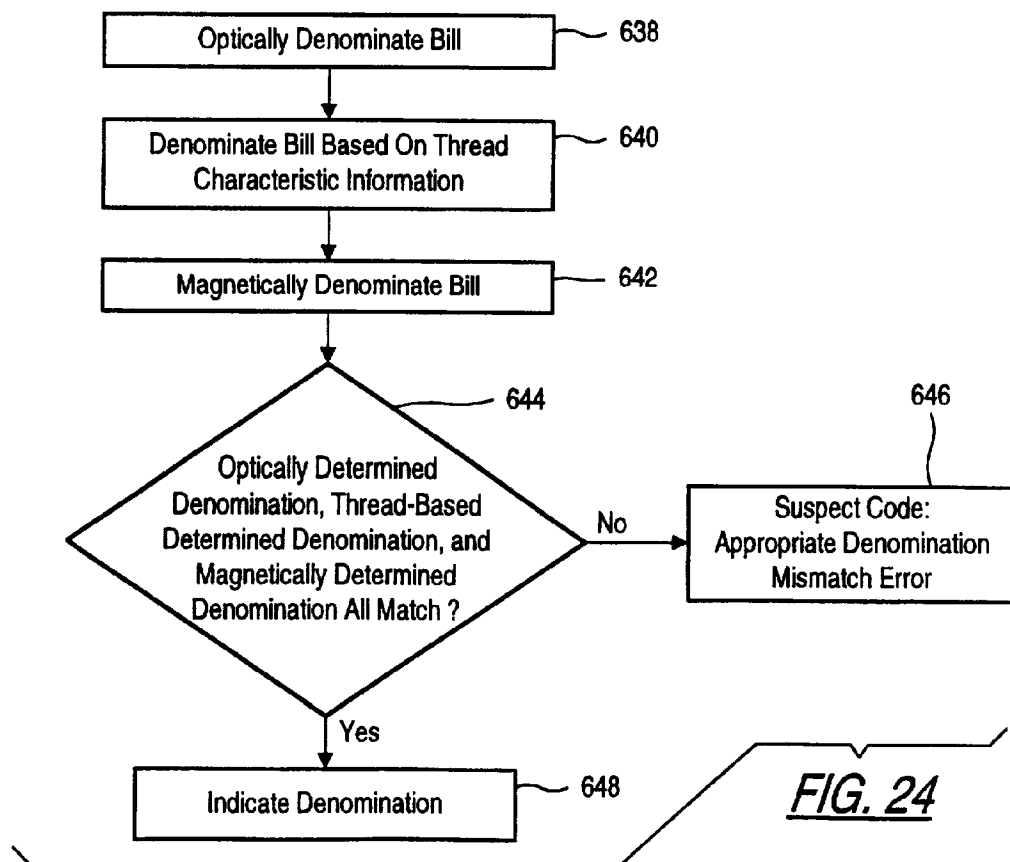 Optically Denominate Bill
638
Denominate Bill Based On Thread
Characteristic Information
640
Magnetically Denominate Bill
642
644
Optically Determined
Denomination, Thread-Based
Determined Denomination, and
Magnetically Determined
Denomination All Match ?
No
646
Suspect Code:
Appropriate Denomination
Mismatch Error
Yes
Indicate Denomination
648
FIG. 24